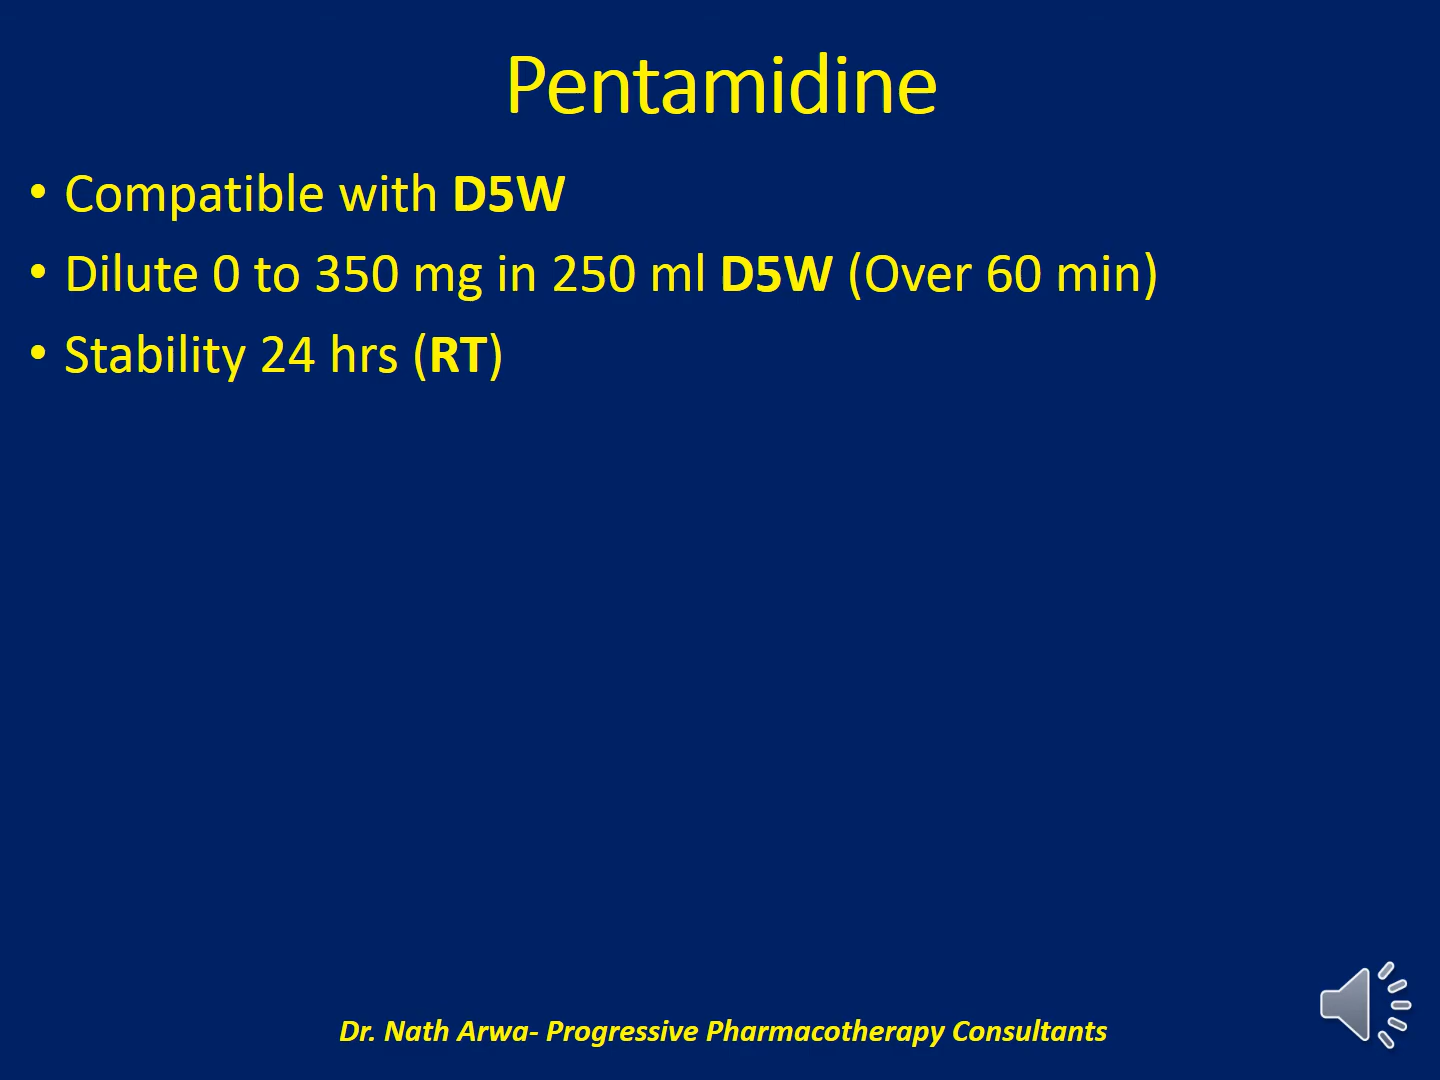 Pentamidine
• Compatible with D5W
• Dilute 0 to 350 mg in 250 ml D5W (Over 60 min)
• Stability 24 hrs (RT)
Dr. Nath Arwa- Progressive Pharmacotherapy Consultants